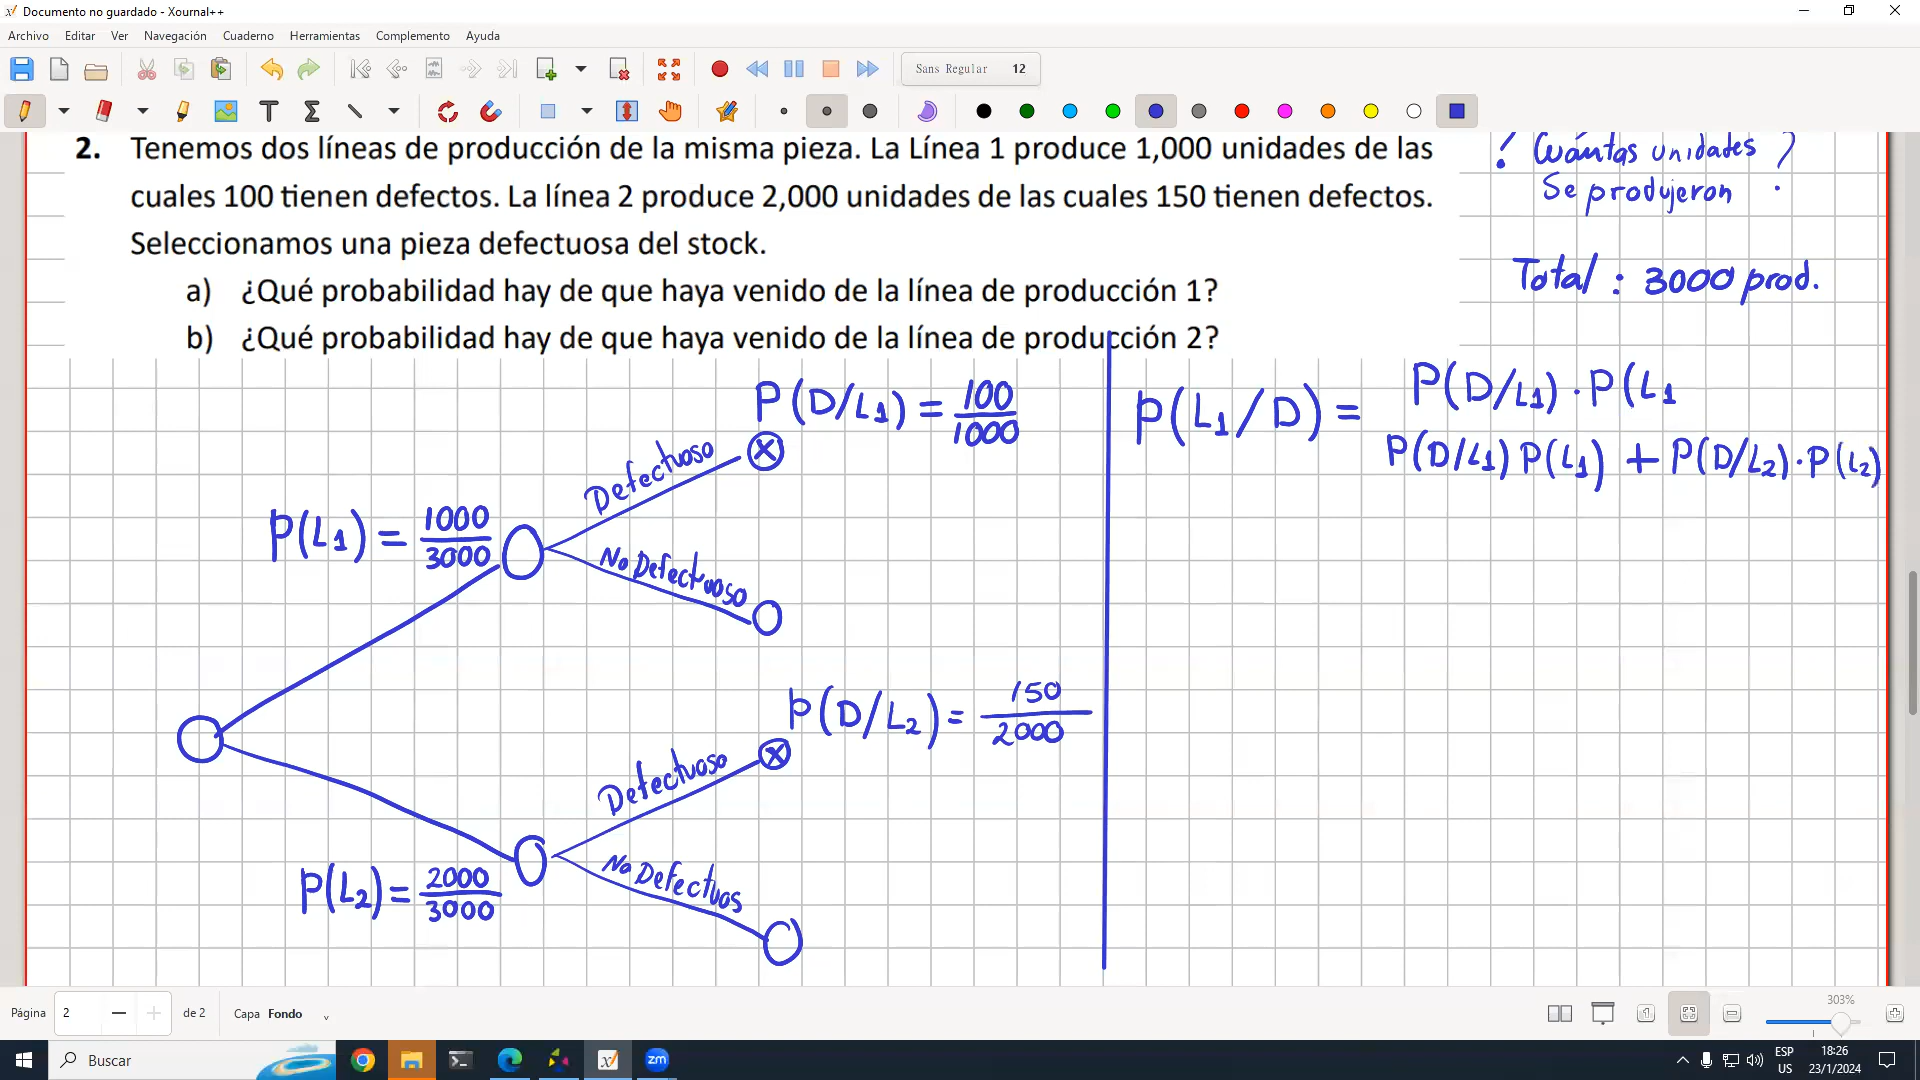 Documento no guardado - Xournal++
Archivo Editar Ver Navegación Cuaderno Herramientas Complemento Ayuda
Sans Regular 12
2. Tenemos dos líneas de producción de la misma pieza. La Línea 1 produce 1,000 unidades de las
cuales 100 tienen defectos. La línea 2 produce 2,000 unidades de las cuales 150 tienen defectos.
Seleccionamos una pieza defectuosa del stock.
a) ¿Qué probabilidad hay de que haya venido de la línea de producción 1?
b) ¿Qué probabilidad hay de que haya venido de la línea de producción 2?
¿Cuántas unidades
Se produjeron ?
Total : 3000 prod.
P(D/L1) = 100/1000
Defectuoso
P(L1) = 1000/3000
No Defectuoso
P(D/L2) = 150/2000
Defectuoso
P(L2) = 2000/3000
No Defectuos
P(L1/D) = P(D/L1) · P(L1
P(D/L1) P(L1) + P(D/L2) · P(L2)
Página 2 de 2 Capa Fondo
303%
Buscar
zm
ESP
US
18:26
23/1/2024